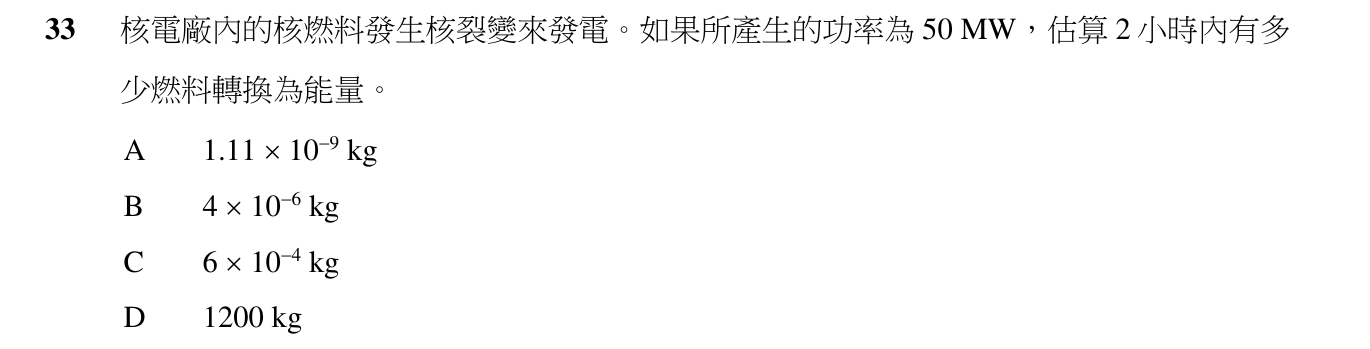 33 核電廠內的核燃料發生核裂變來發電。如果所產生的功率為 50 MW，估算 2 小時內有多
少燃料轉換為能量。
A 1.11 × 10⁻⁹ kg
B 4 × 10⁻⁶ kg
C 6 × 10⁻⁴ kg
D 1200 kg